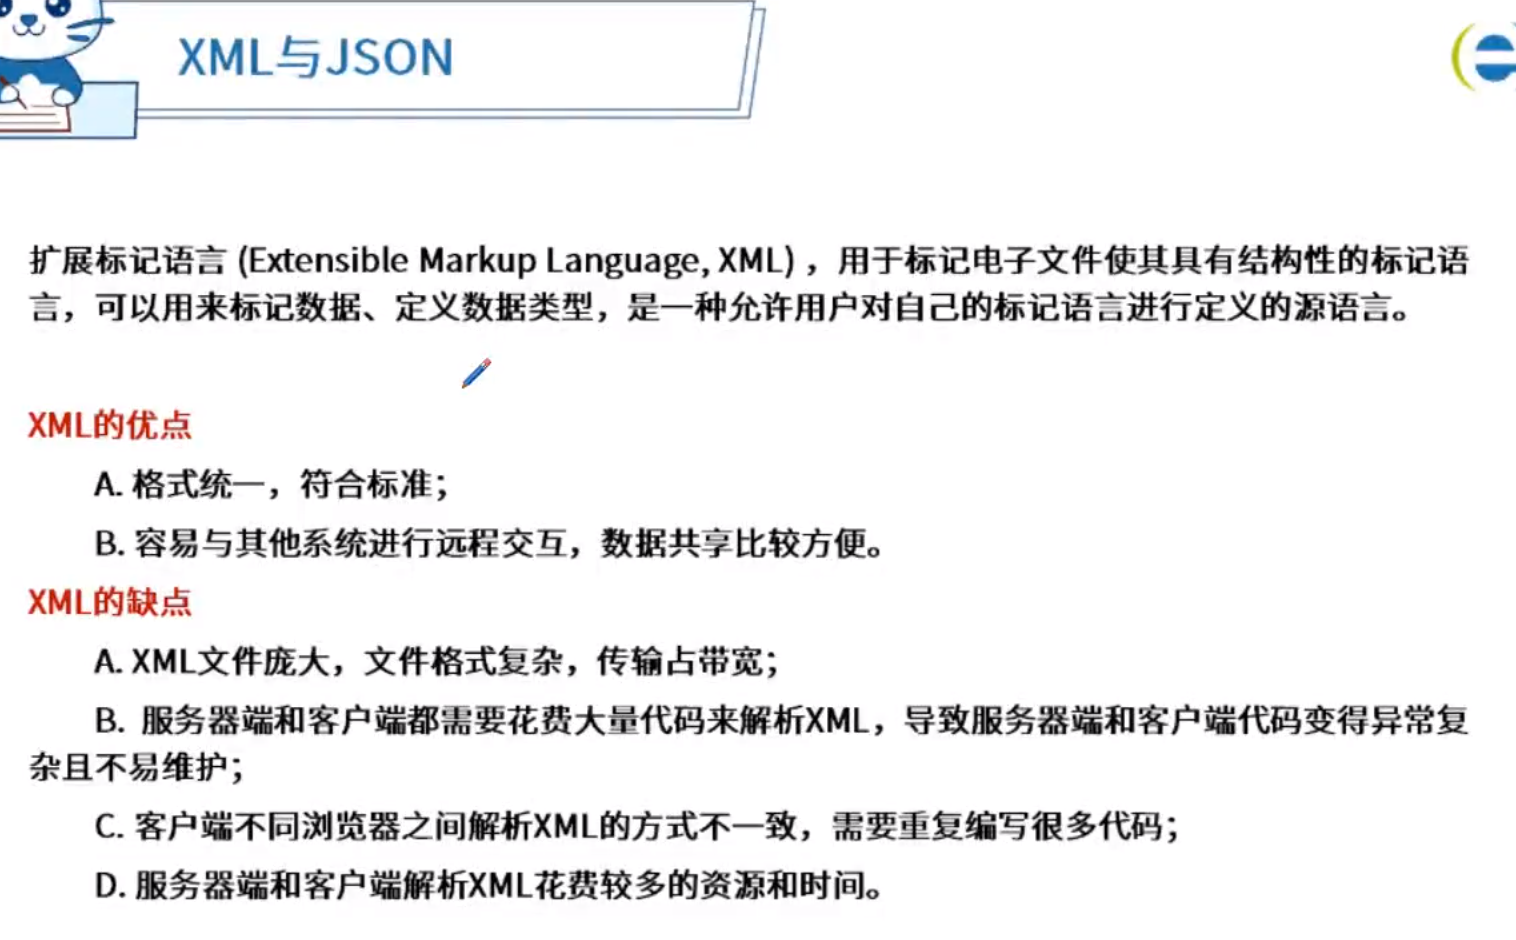 XML与JSON
扩展标记语言 (Extensible Markup Language, XML) ，用于标记电子文件使其具有结构性的标记语
言，可以用来标记数据、定义数据类型，是一种允许用户对自己的标记语言进行定义的源语言。
XML的优点
A. 格式统一，符合标准；
B. 容易与其他系统进行远程交互，数据共享比较方便。
XML的缺点
A. XML文件庞大，文件格式复杂，传输占带宽；
B. 服务器端和客户端都需要花费大量代码来解析XML，导致服务器端和客户端代码变得异常复
杂且不易维护；
C. 客户端不同浏览器之间解析XML的方式不一致，需要重复编写很多代码；
D. 服务器端和客户端解析XML花费较多的资源和时间。